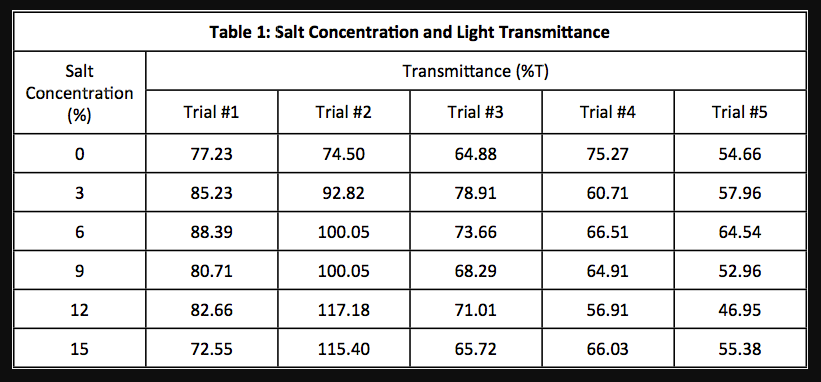 Table 1: Salt Concentration and Light Transmittance
Salt
Concentration
(%)
Transmittance (%T)
Trial #1 Trial #2 Trial #3 Trial #4 Trial #5
0 77.23 74.50 64.88 75.27 54.66
3 85.23 92.82 78.91 60.71 57.96
6 88.39 100.05 73.66 66.51 64.54
9 80.71 100.05 68.29 64.91 52.96
12 82.66 117.18 71.01 56.91 46.95
15 72.55 115.40 65.72 66.03 55.38